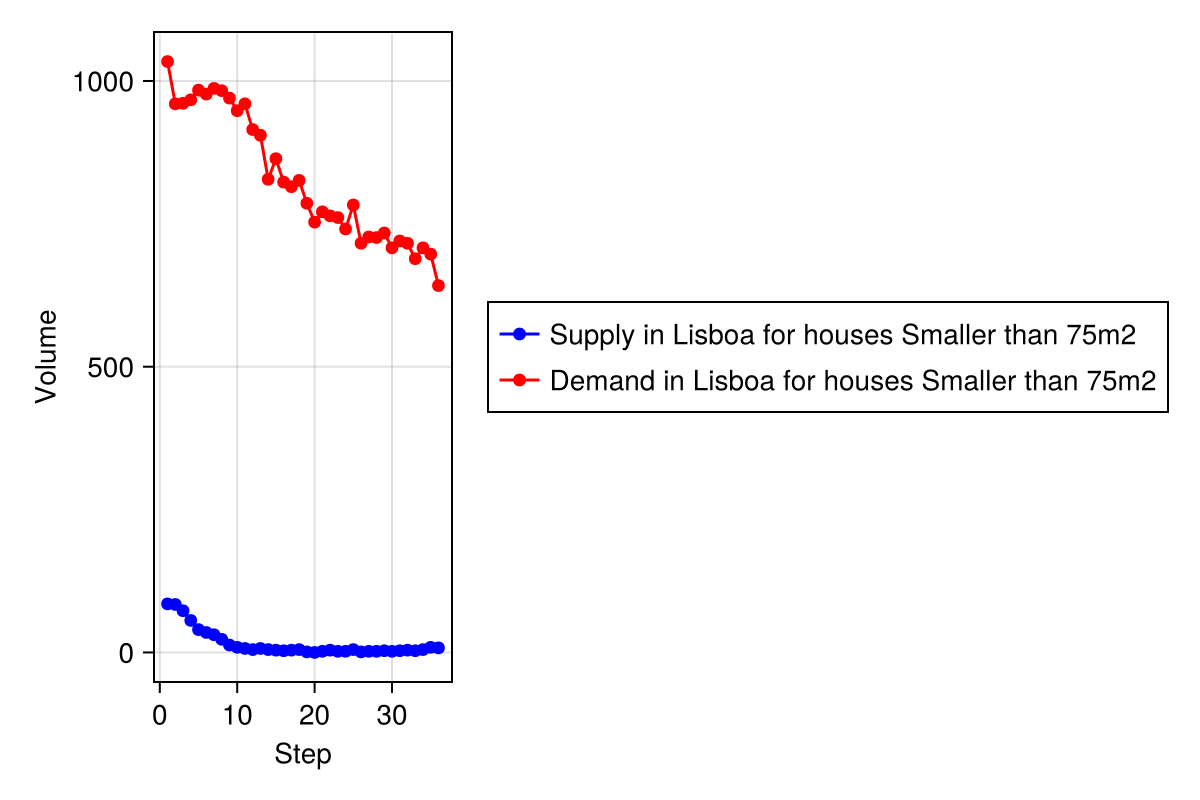 1000
500
0
Volume
0 10 20 30
Step
Supply in Lisboa for houses Smaller than 75m2
Demand in Lisboa for houses Smaller than 75m2